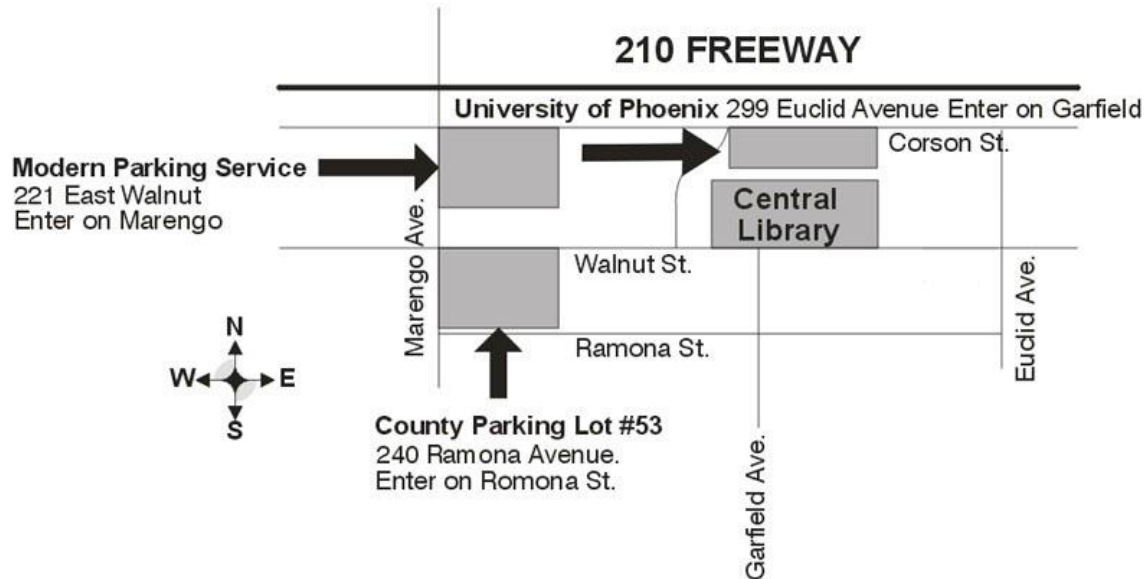 210 FREEWAY
University of Phoenix 299 Euclid Avenue Enter on Garfield
Corson St.
Modern Parking Service
221 East Walnut
Enter on Marengo
Central
Library
Marengo Ave.
Walnut St.
Euclid Ave.
Ramona St.
N
W E
S
County Parking Lot #53
240 Ramona Avenue.
Enter on Romona St.
Garfield Ave.